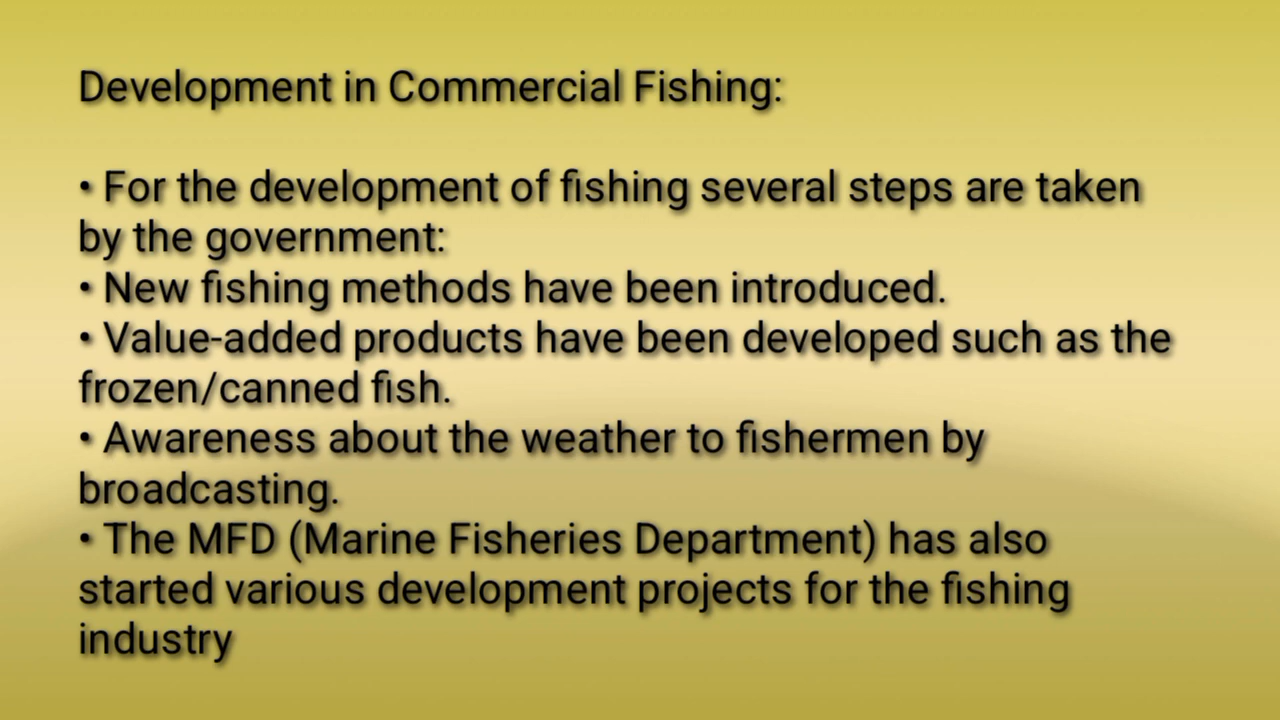 Development in Commercial Fishing:
• For the development of fishing several steps are taken
by the government:
• New fishing methods have been introduced.
• Value-added products have been developed such as the
frozen/canned fish.
• Awareness about the weather to fishermen by
broadcasting.
• The MFD (Marine Fisheries Department) has also
started various development projects for the fishing
industry